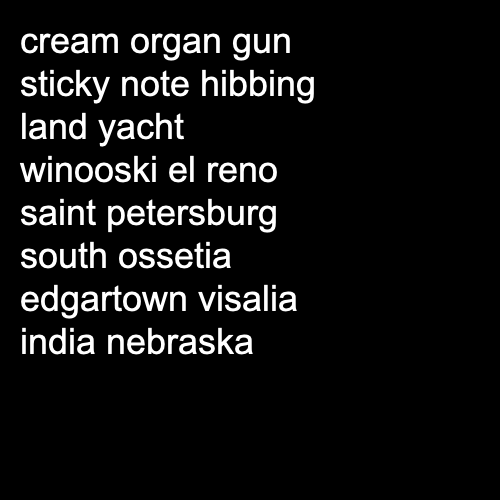 cream organ gun
sticky note hibbing
land yacht
winooski el reno
saint petersburg
south ossetia
edgartown visalia
india nebraska